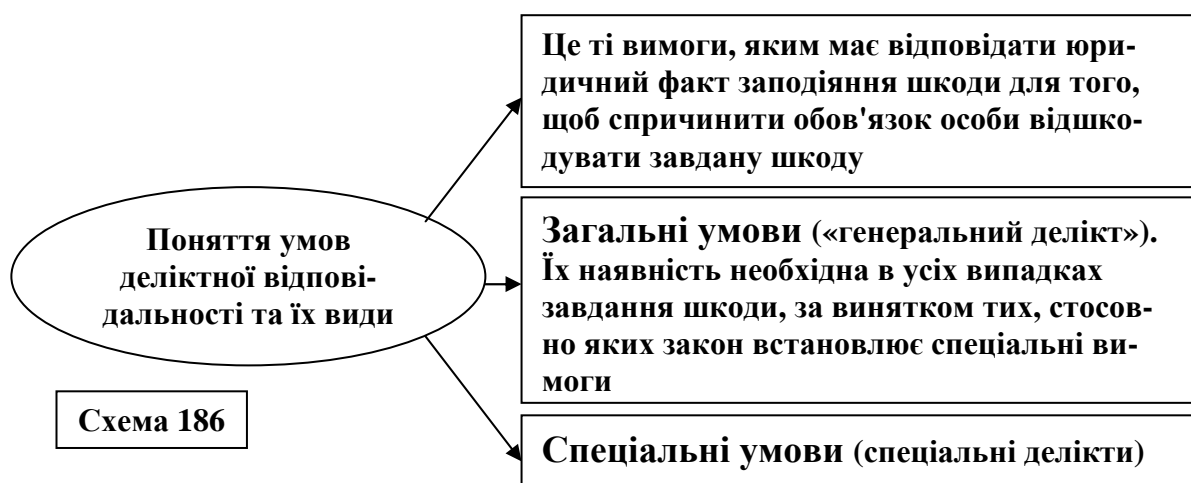 Це ті вимоги, яким має відповідати юри-
дичний факт заподіяння шкоди для того,
щоб спричинити обов'язок особи відшко-
дувати завдану шкоду
Поняття умов
деліктної відпові-
дальності та їх види
Загальні умови («генеральний делікт»).
Їх наявність необхідна в усіх випадках
завдання шкоди, за винятком тих, стосов-
но яких закон встановлює спеціальні ви-
моги
Схема 186
Спеціальні умови (спеціальні делікти)